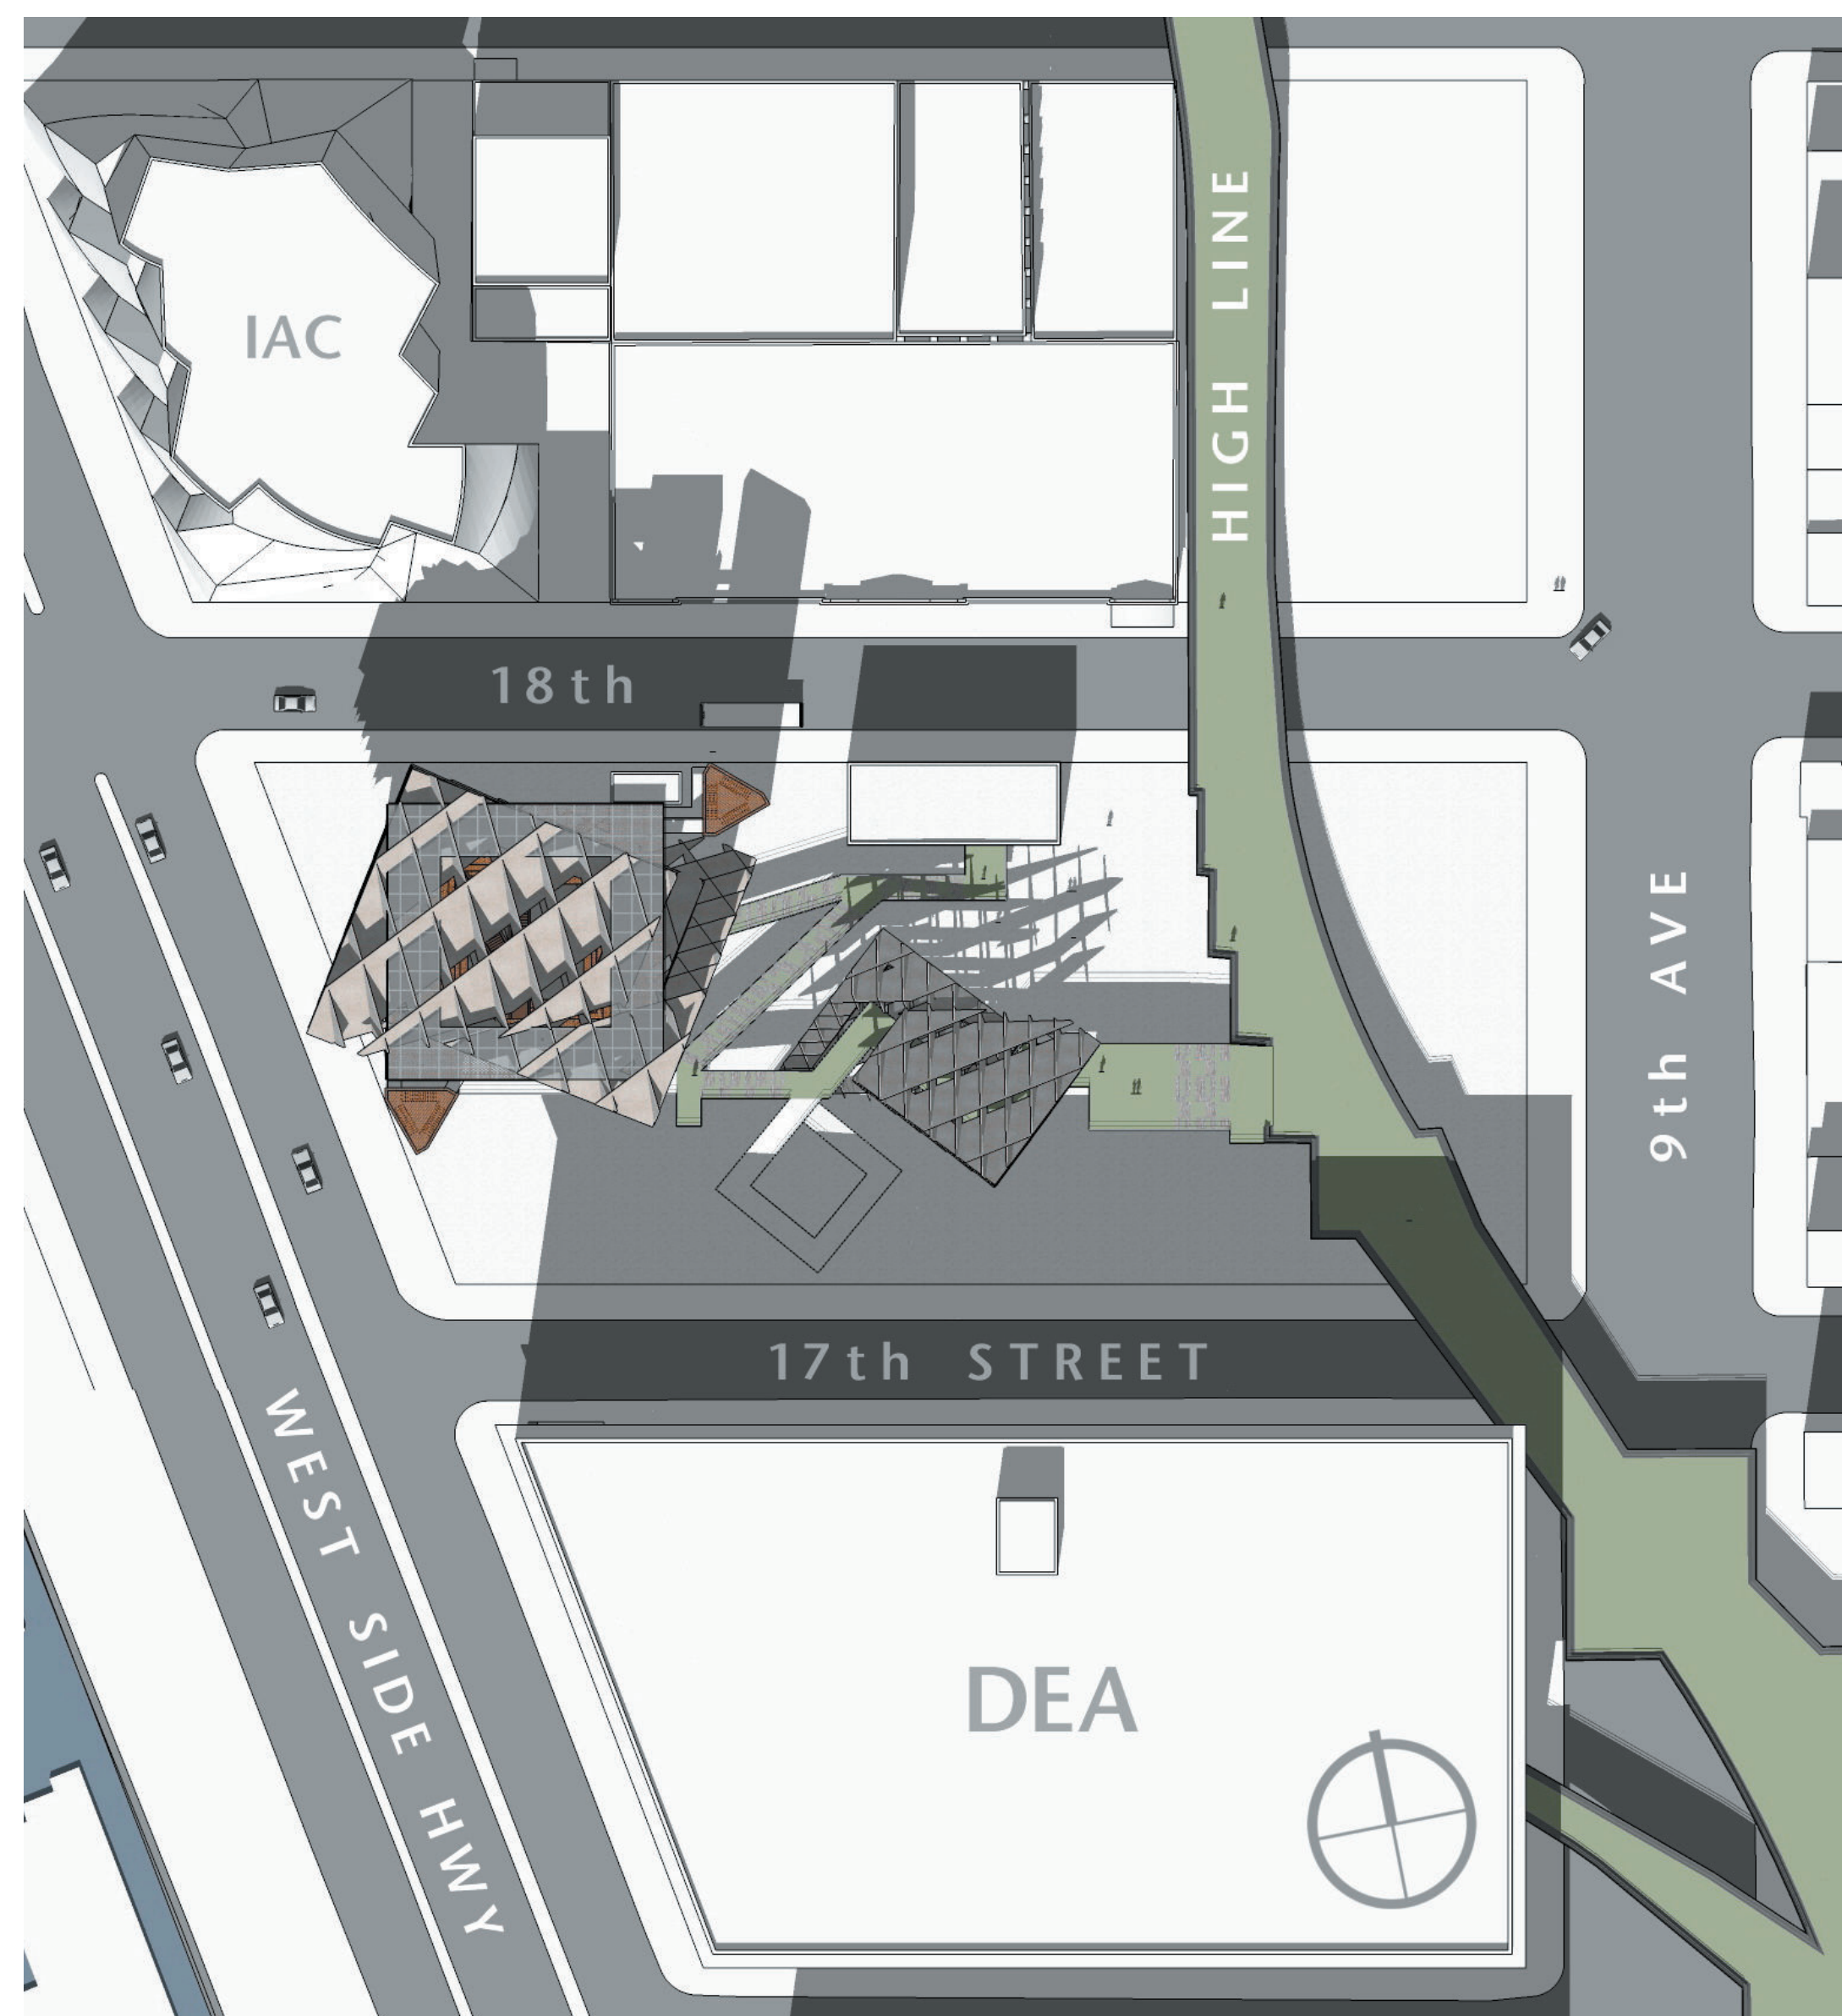 HIGH LINE
IAC
18th
9th AVE
17th STREET
WEST SIDE HWY
DEA